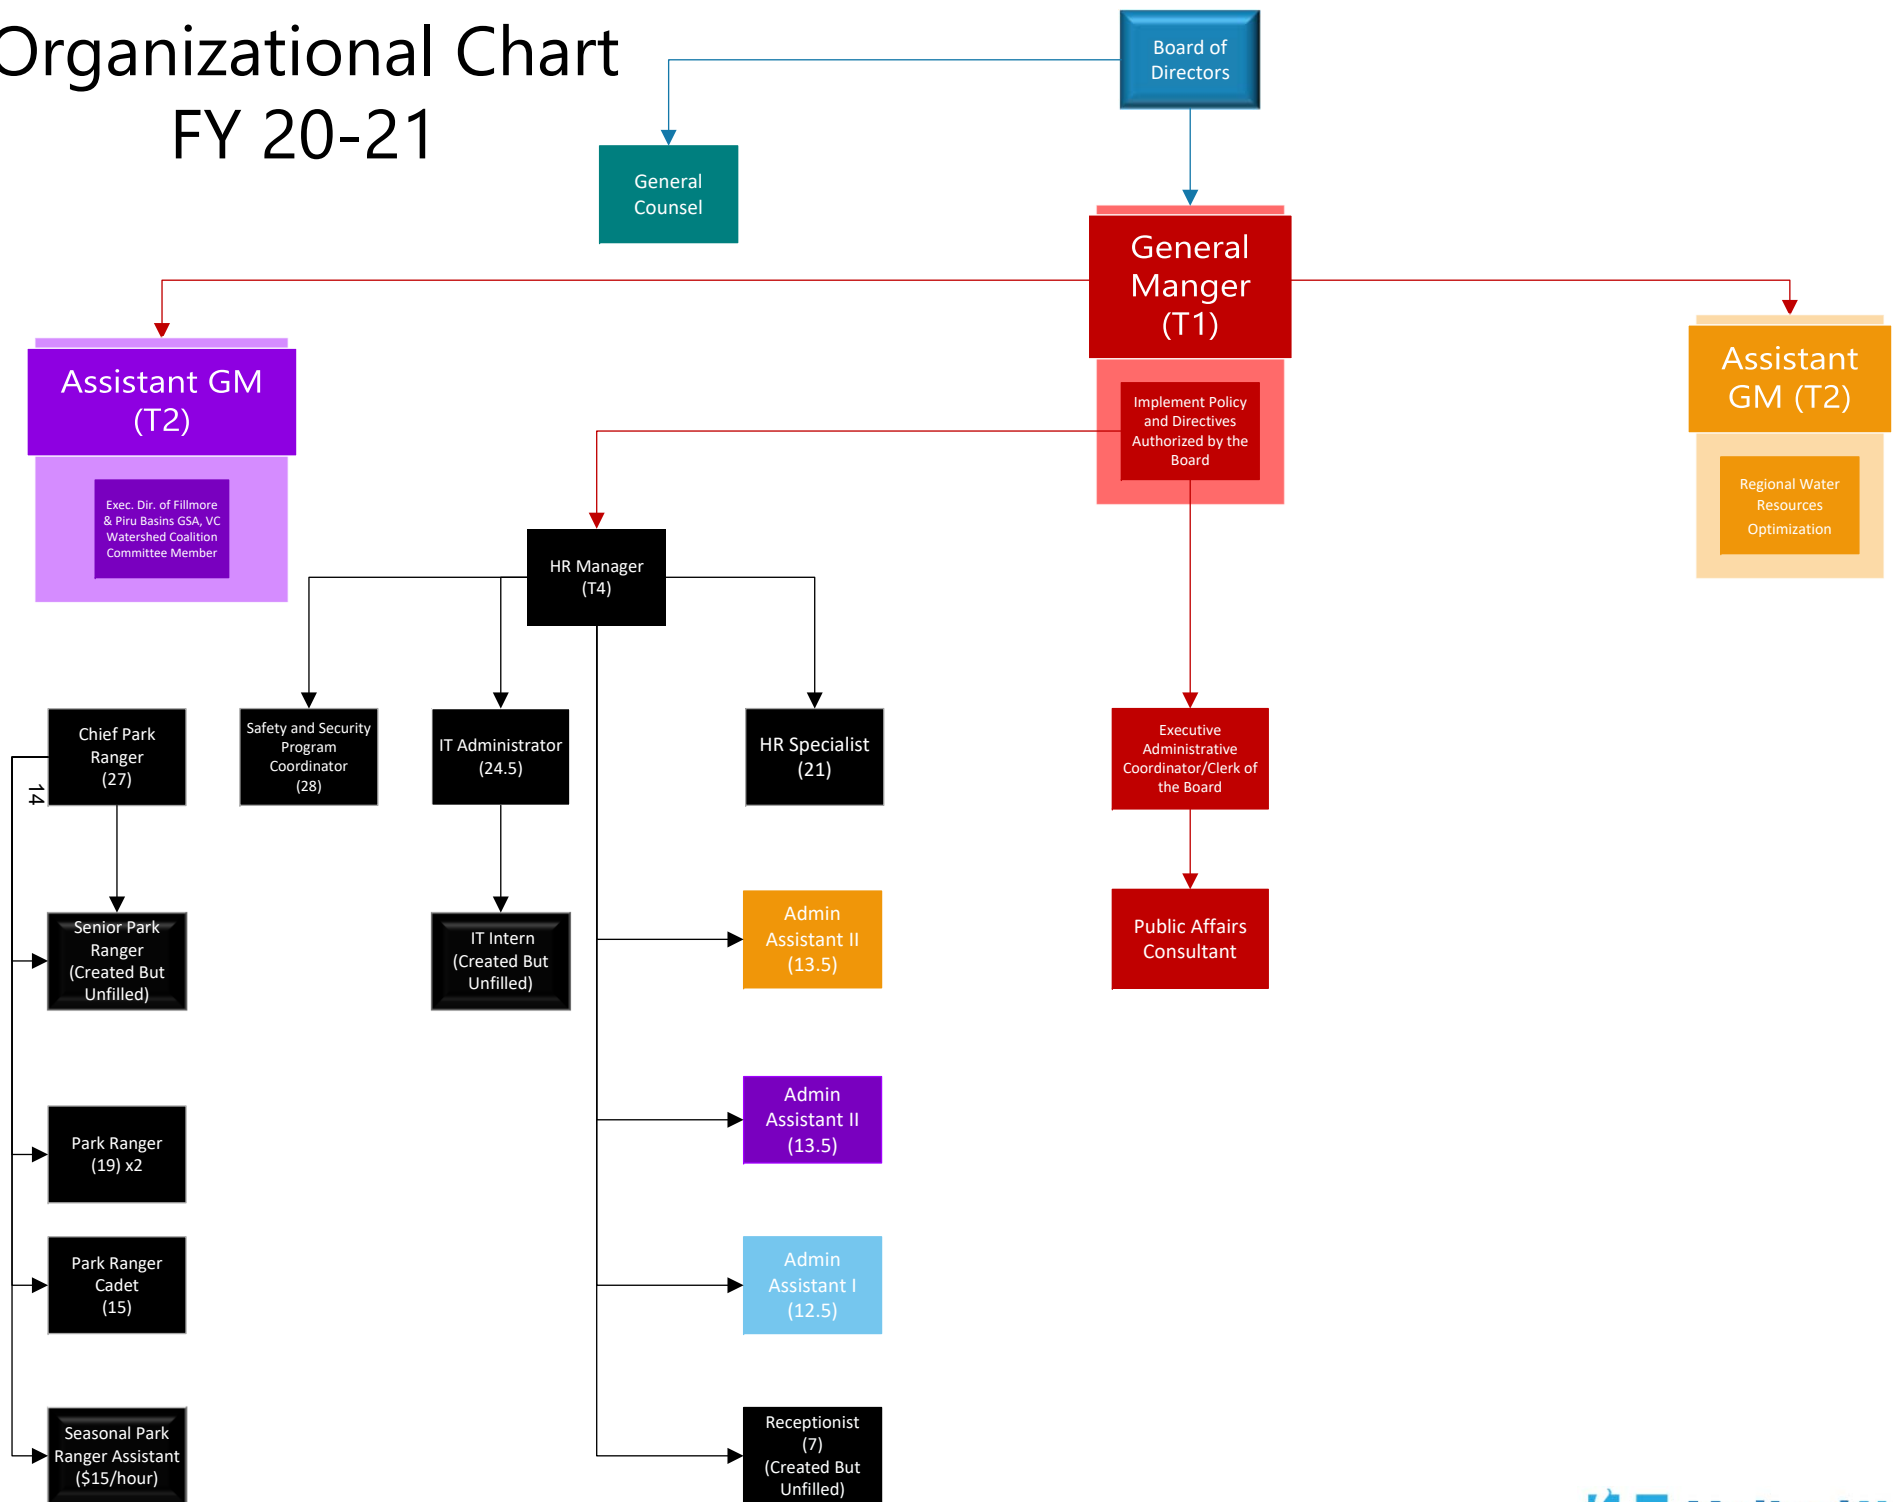 Organizational Chart
FY 20-21
Board of
Directors
General
Counsel
General
Manger
(T1)
Implement Policy
and Directives
Authorized by the
Board
Assistant GM
(T2)
Exec. Dir. of Fillmore
& Piru Basins GSA, VC
Watershed Coalition
Committee Member
Assistant
GM (T2)
Regional Water
Resources
Optimization
HR Manager
(T4)
Chief Park
Ranger
(27)
14
Safety and Security
Program
Coordinator
(28)
IT Administrator
(24.5)
HR Specialist
(21)
Executive
Administrative
Coordinator/Clerk of
the Board
Senior Park
Ranger
(Created But
Unfilled)
IT Intern
(Created But
Unfilled)
Admin
Assistant II
(13.5)
Public Affairs
Consultant
Park Ranger
(19) x2
Admin
Assistant II
(13.5)
Park Ranger
Cadet
(15)
Admin
Assistant I
(12.5)
Seasonal Park
Ranger Assistant
($15/hour)
Receptionist
(7)
(Created But
Unfilled)